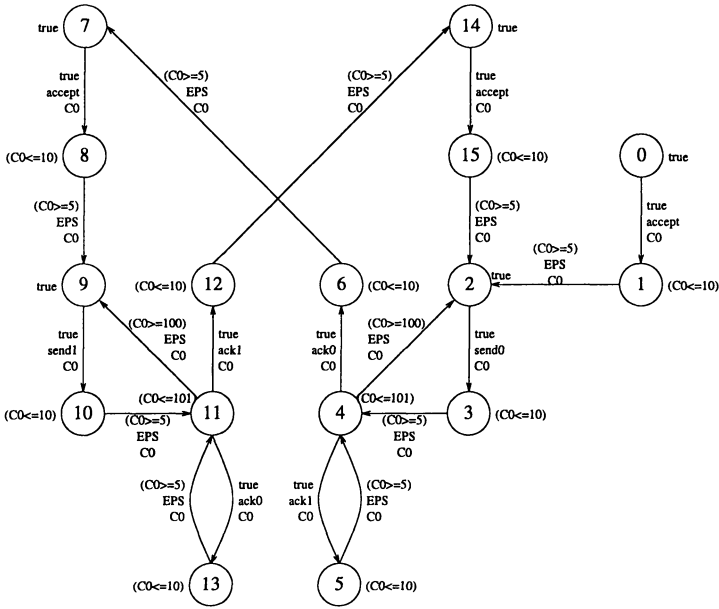 true
7
14
true
true
accept
C0
(C0>=5)
EPS
C0
(C0>=5)
EPS
C0
true
accept
C0
(C0<=10)
8
15
(C0<=10)
0
true
(C0>=5)
EPS
C0
(C0>=5)
EPS
C0
true
accept
C0
(C0>=5)
EPS
C0
true
9
(C0<=10)
12
6
(C0<=10)
2
true
1
(C0<=10)
true
send1
C0
(C0>=100)
EPS
C0
true
ack1
C0
true
ack0
C0
(C0>=100)
EPS
C0
true
send0
C0
(C0<=10)
10
(C0>=5)
EPS
C0
(C0<=101)
11
(C0<=101)
4
(C0>=5)
EPS
C0
3
(C0<=10)
(C0>=5)
EPS
C0
true
ack0
C0
true
ack1
C0
(C0>=5)
EPS
C0
(C0<=10)
13
5
(C0<=10)